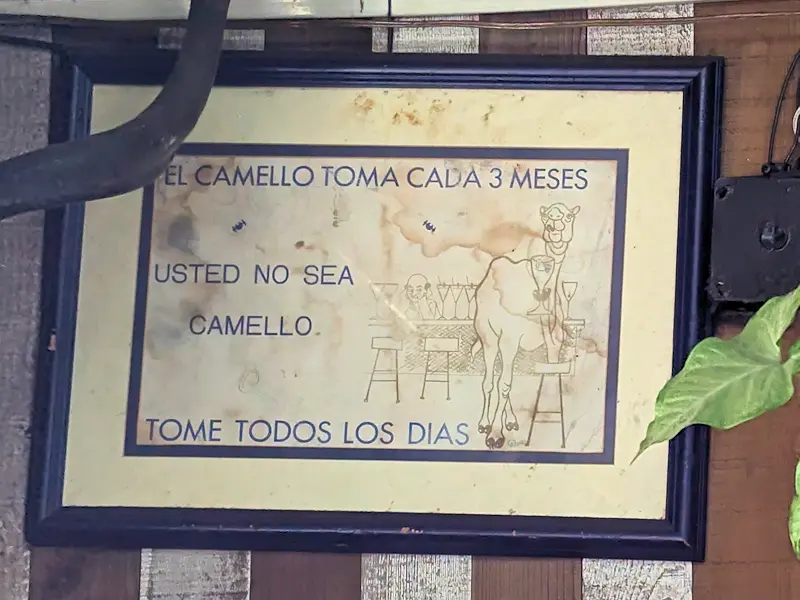 EL CAMELLO TOMA CADA 3 MESES
USTED NO SEA
CAMELLO.
TOME TODOS LOS DIAS